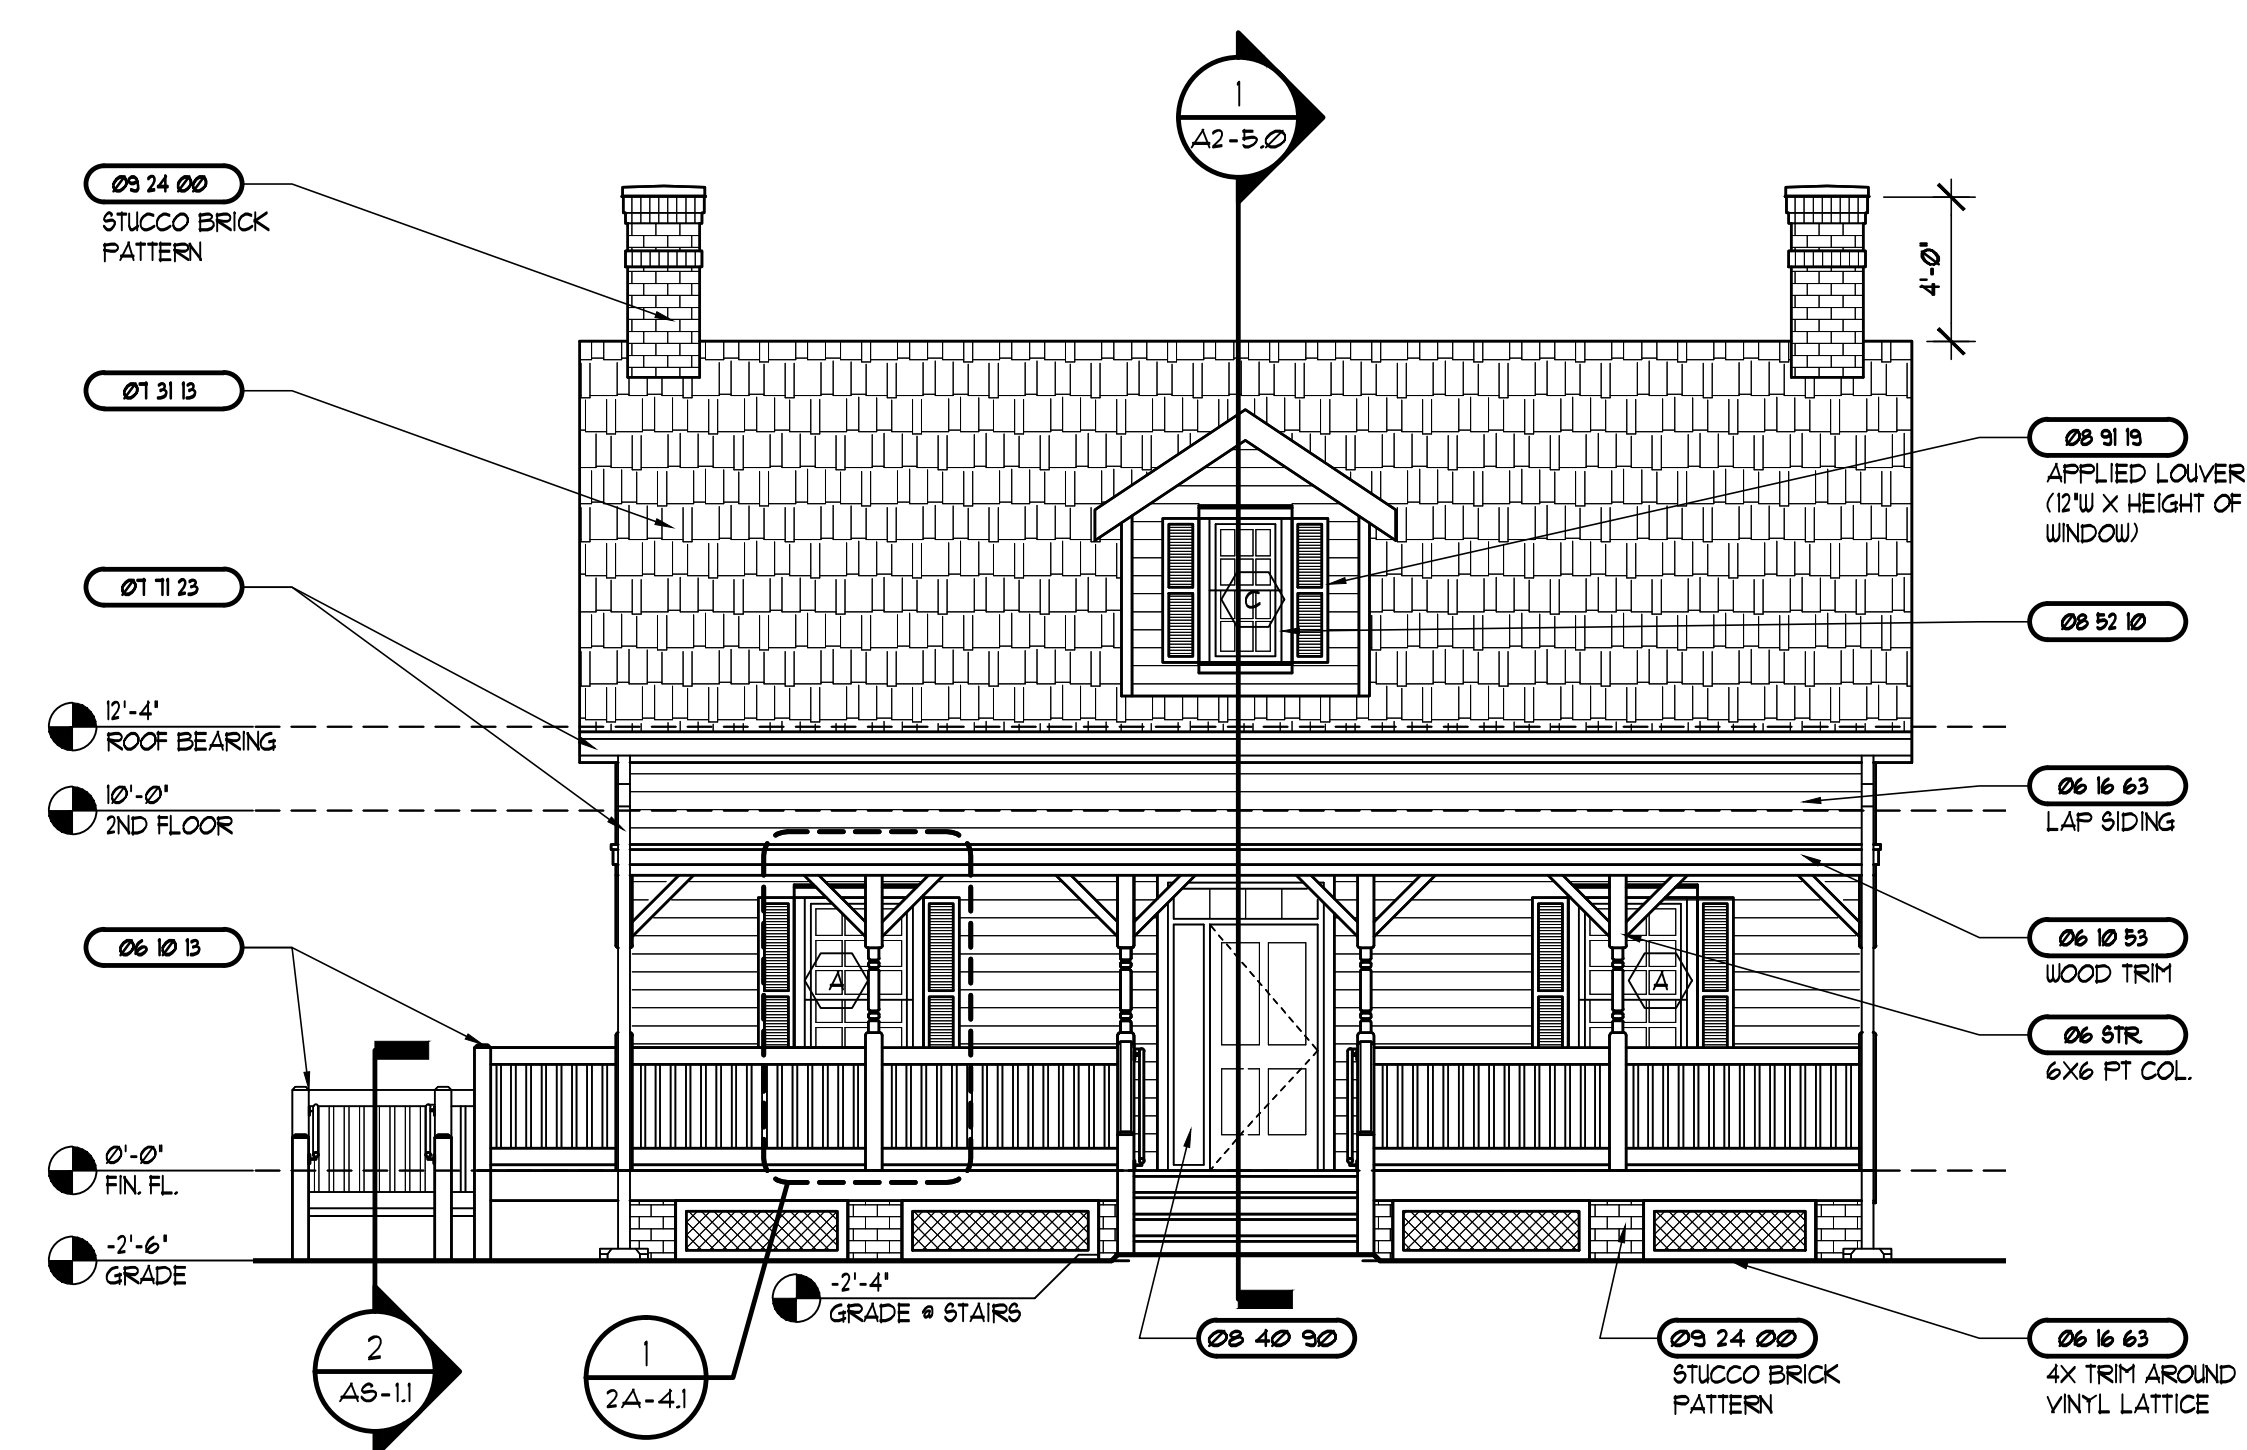 1
A2-5.0
09 24 00
STUCCO BRICK
PATTERN
4'-0"
07 31 13
08 91 19
APPLIED LOUVER
(12"W X HEIGHT OF
WINDOW)
07 71 23
C
08 52 10
12'-4"
ROOF BEARING
10'-0"
2ND FLOOR
06 16 63
LAP SIDING
06 10 13
A
A
06 10 53
WOOD TRIM
06 STR.
6X6 PT COL.
0'-0"
FIN. FL.
-2'-6"
GRADE
-2'-4"
GRADE @ STAIRS
2
AS-1.1
1
2A-4.1
08 40 90
09 24 00
STUCCO BRICK
PATTERN
06 16 63
4X TRIM AROUND
VINYL LATTICE